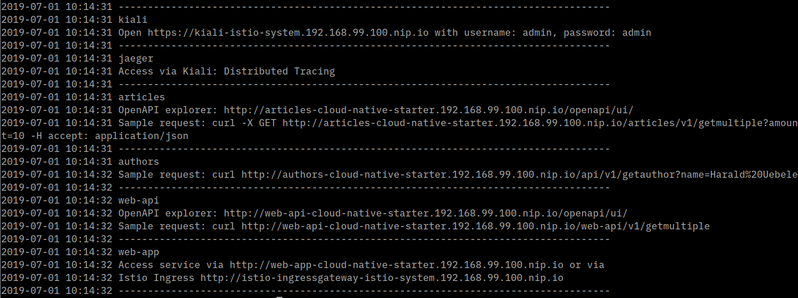 2019-07-01 10:14:31 ------------------------------------------------------------------------------------
2019-07-01 10:14:31 kiali
2019-07-01 10:14:31 Open https://kiali-istio-system.192.168.99.100.nip.io with username: admin, password: admin
2019-07-01 10:14:31 ------------------------------------------------------------------------------------
2019-07-01 10:14:31 jaeger
2019-07-01 10:14:31 Access via Kiali: Distributed Tracing
2019-07-01 10:14:31 ------------------------------------------------------------------------------------
2019-07-01 10:14:31 articles
2019-07-01 10:14:31 OpenAPI explorer: http://articles-cloud-native-starter.192.168.99.100.nip.io/openapi/ui/
2019-07-01 10:14:31 Sample request: curl -X GET http://articles-cloud-native-starter.192.168.99.100.nip.io/articles/v1/getmultiple?amoun
t=10 -H accept: application/json
2019-07-01 10:14:31 ------------------------------------------------------------------------------------
2019-07-01 10:14:31 authors
2019-07-01 10:14:32 Sample request: curl http://authors-cloud-native-starter.192.168.99.100.nip.io/api/v1/getauthor?name=Harald%20Uebele
2019-07-01 10:14:32 ------------------------------------------------------------------------------------
2019-07-01 10:14:32 web-api
2019-07-01 10:14:32 OpenAPI explorer: http://web-api-cloud-native-starter.192.168.99.100.nip.io/openapi/ui/
2019-07-01 10:14:32 Sample request: curl http://web-api-cloud-native-starter.192.168.99.100.nip.io/web-api/v1/getmultiple
2019-07-01 10:14:32 ------------------------------------------------------------------------------------
2019-07-01 10:14:32 web-app
2019-07-01 10:14:32 Access service via http://web-app-cloud-native-starter.192.168.99.100.nip.io or via
2019-07-01 10:14:32 Istio Ingress http://istio-ingressgateway-istio-system.192.168.99.100.nip.io
2019-07-01 10:14:32 ------------------------------------------------------------------------------------